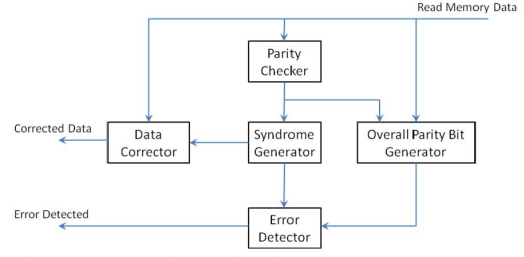 Read Memory Data
Parity
Checker
Corrected Data
Data
Corrector
Syndrome
Generator
Overall Parity Bit
Generator
Error Detected
Error
Detector